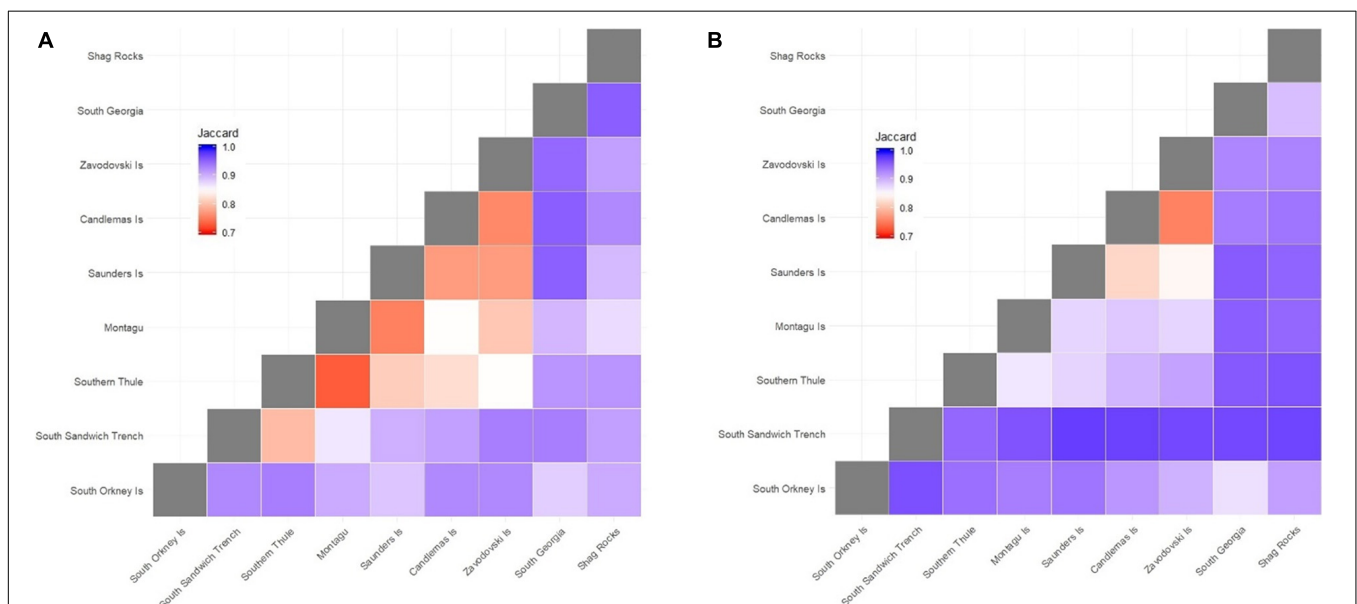 A
Shag Rocks
South Georgia
Zavodovski Is
Candlemas Is
Saunders Is
Montagu
Southern Thule
South Sandwich Trench
South Orkney Is
Jaccard
1.0
0.9
0.8
0.7
South Orkney Is
South Sandwich Trench
Southern Thule
Montagu
Saunders Is
Candlemas Is
Zavodovski Is
South Georgia
Shag Rocks
B
Shag Rocks
South Georgia
Zavodovski Is
Candlemas Is
Saunders Is
Montagu Is
Southern Thule
South Sandwich Trench
South Orkney Is
Jaccard
1.0
0.9
0.8
0.7
South Orkney Is
South Sandwich Trench
Southern Thule
Montagu Is
Saunders Is
Candlemas Is
Zavodovski Is
South Georgia
Shag Rocks